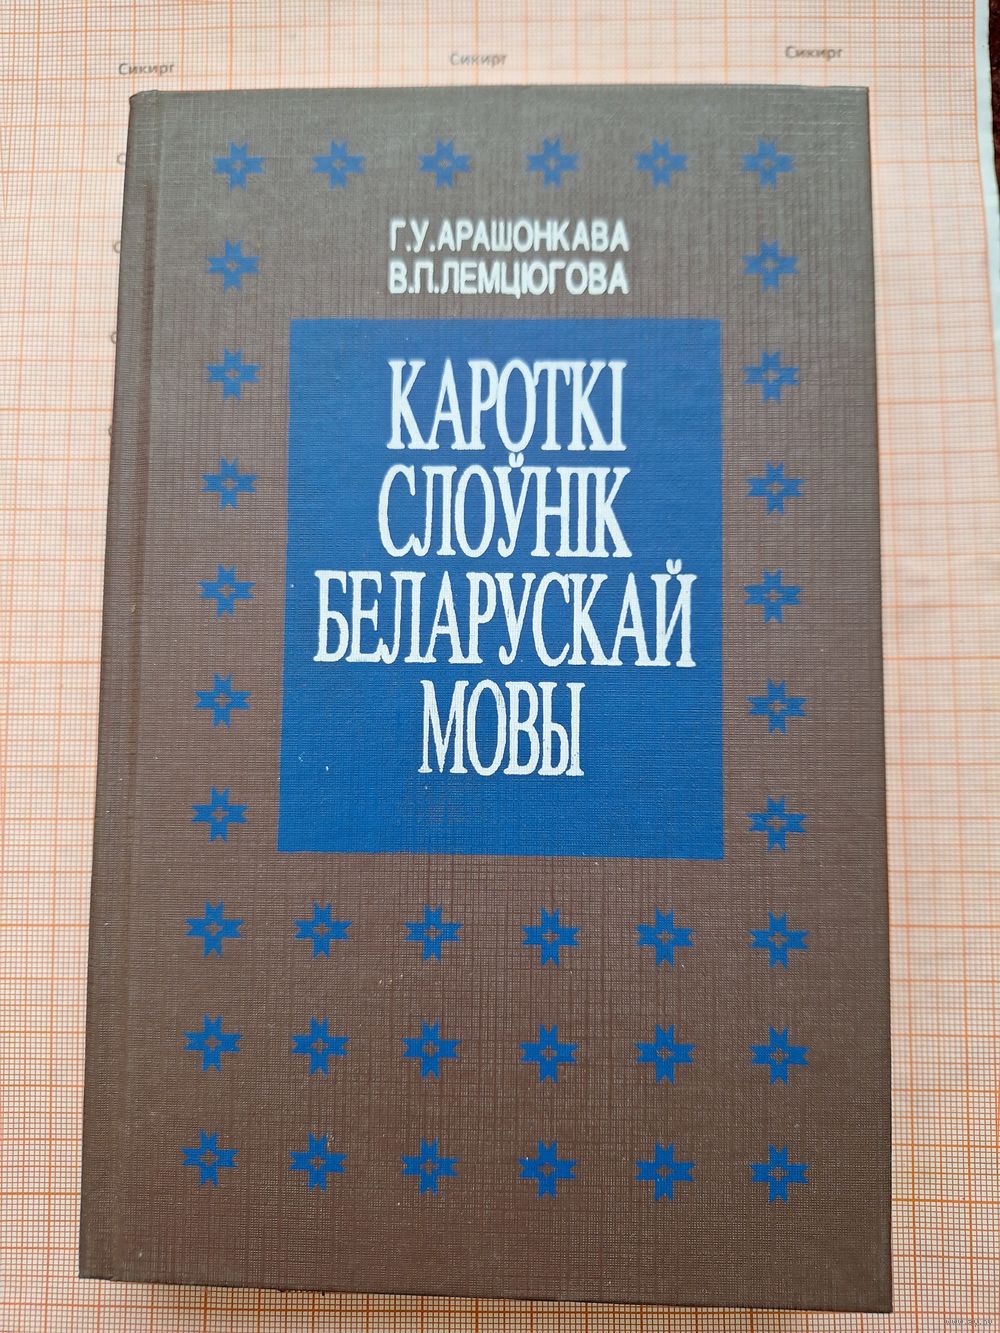 Сикирг Сикирг Сикирг
Г.У.АРАШОНКАВА
В.П.ЛЕМЦЮГОВА
КАРОТКІ
СЛОЎНІК
БЕЛАРУСКАЙ
МОВЫ